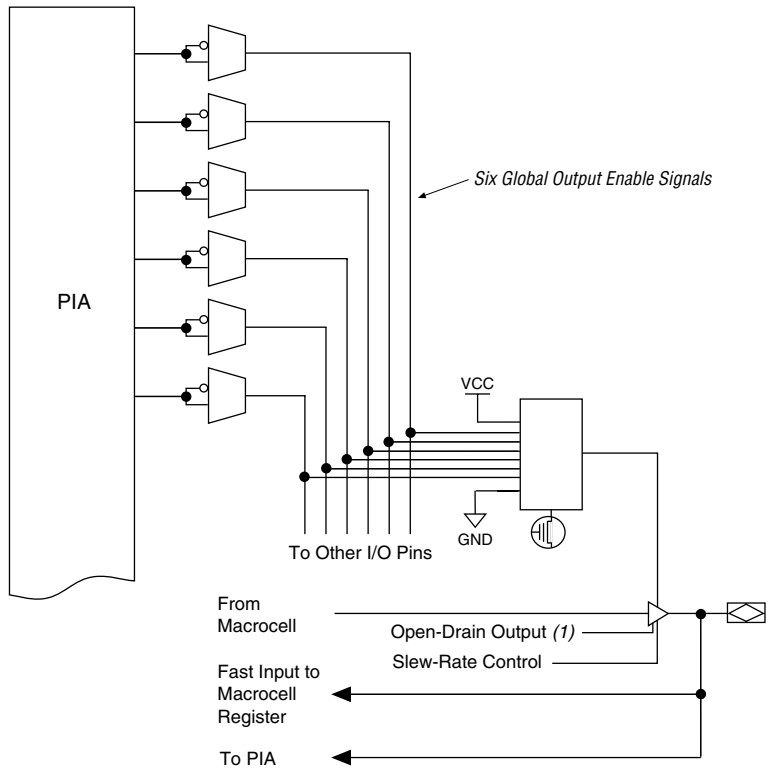 Six Global Output Enable Signals
PIA
VCC
GND
To Other I/O Pins
From
Macrocell
Open-Drain Output (1)
Slew-Rate Control
Fast Input to
Macrocell
Register
To PIA